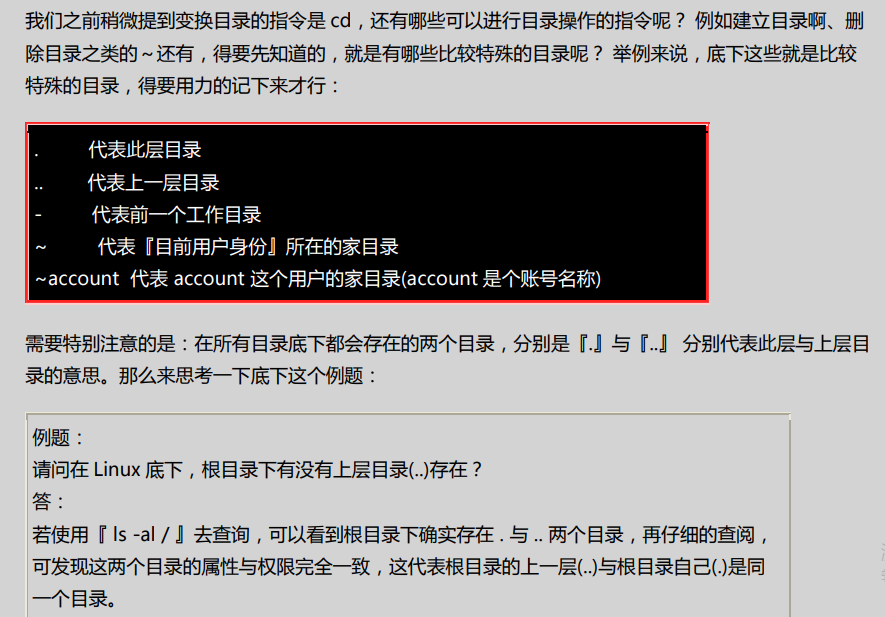 我们之前稍微提到变换目录的指令是 cd，还有哪些可以进行目录操作的指令呢？ 例如建立目录啊、删
除目录之类的～还有，得要先知道的，就是有哪些比较特殊的目录呢？ 举例来说，底下这些就是比较
特殊的目录，得要用力的记下来才行：
. 代表此层目录
.. 代表上一层目录
- 代表前一个工作目录
~ 代表『目前用户身份』所在的家目录
~account 代表 account 这个用户的家目录(account 是个账号名称)
需要特别注意的是：在所有目录底下都会存在的两个目录，分别是『.』与『..』 分别代表此层与上层目
录的意思。那么来思考一下底下这个例题：
例题：
请问在 Linux 底下，根目录下有没有上层目录(..)存在？
答：
若使用『 ls -al / 』去查询，可以看到根目录下确实存在 . 与 .. 两个目录，再仔细的查阅，
可发现这两个目录的属性与权限完全一致，这代表根目录的上一层(..)与根目录自己(.)是同
一个目录。